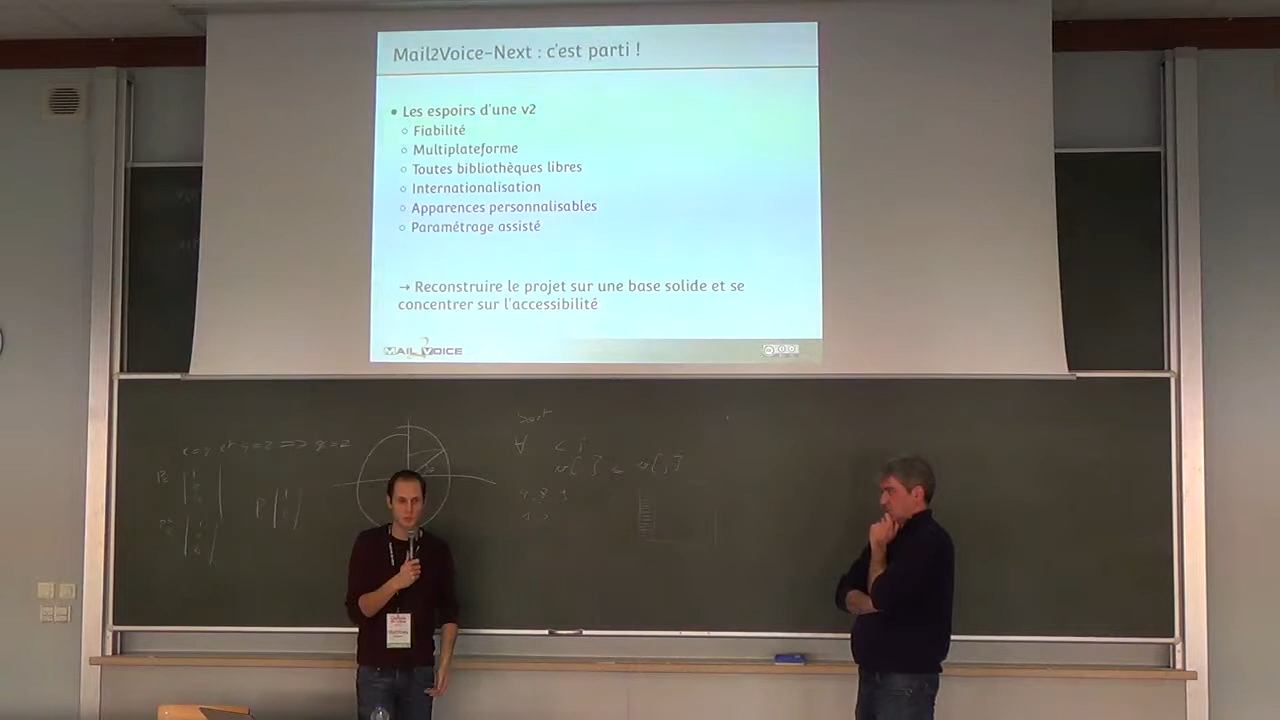 Mail2Voice-Next : c'est parti !
• Les espoirs d'une v2
○ Fiabilité
○ Multiplateforme
○ Toutes bibliothèques libres
○ Internationalisation
○ Apparences personnalisables
○ Paramétrage assisté
→ Reconstruire le projet sur une base solide et se
concentrer sur l'accessibilité
MAIL2VOICE